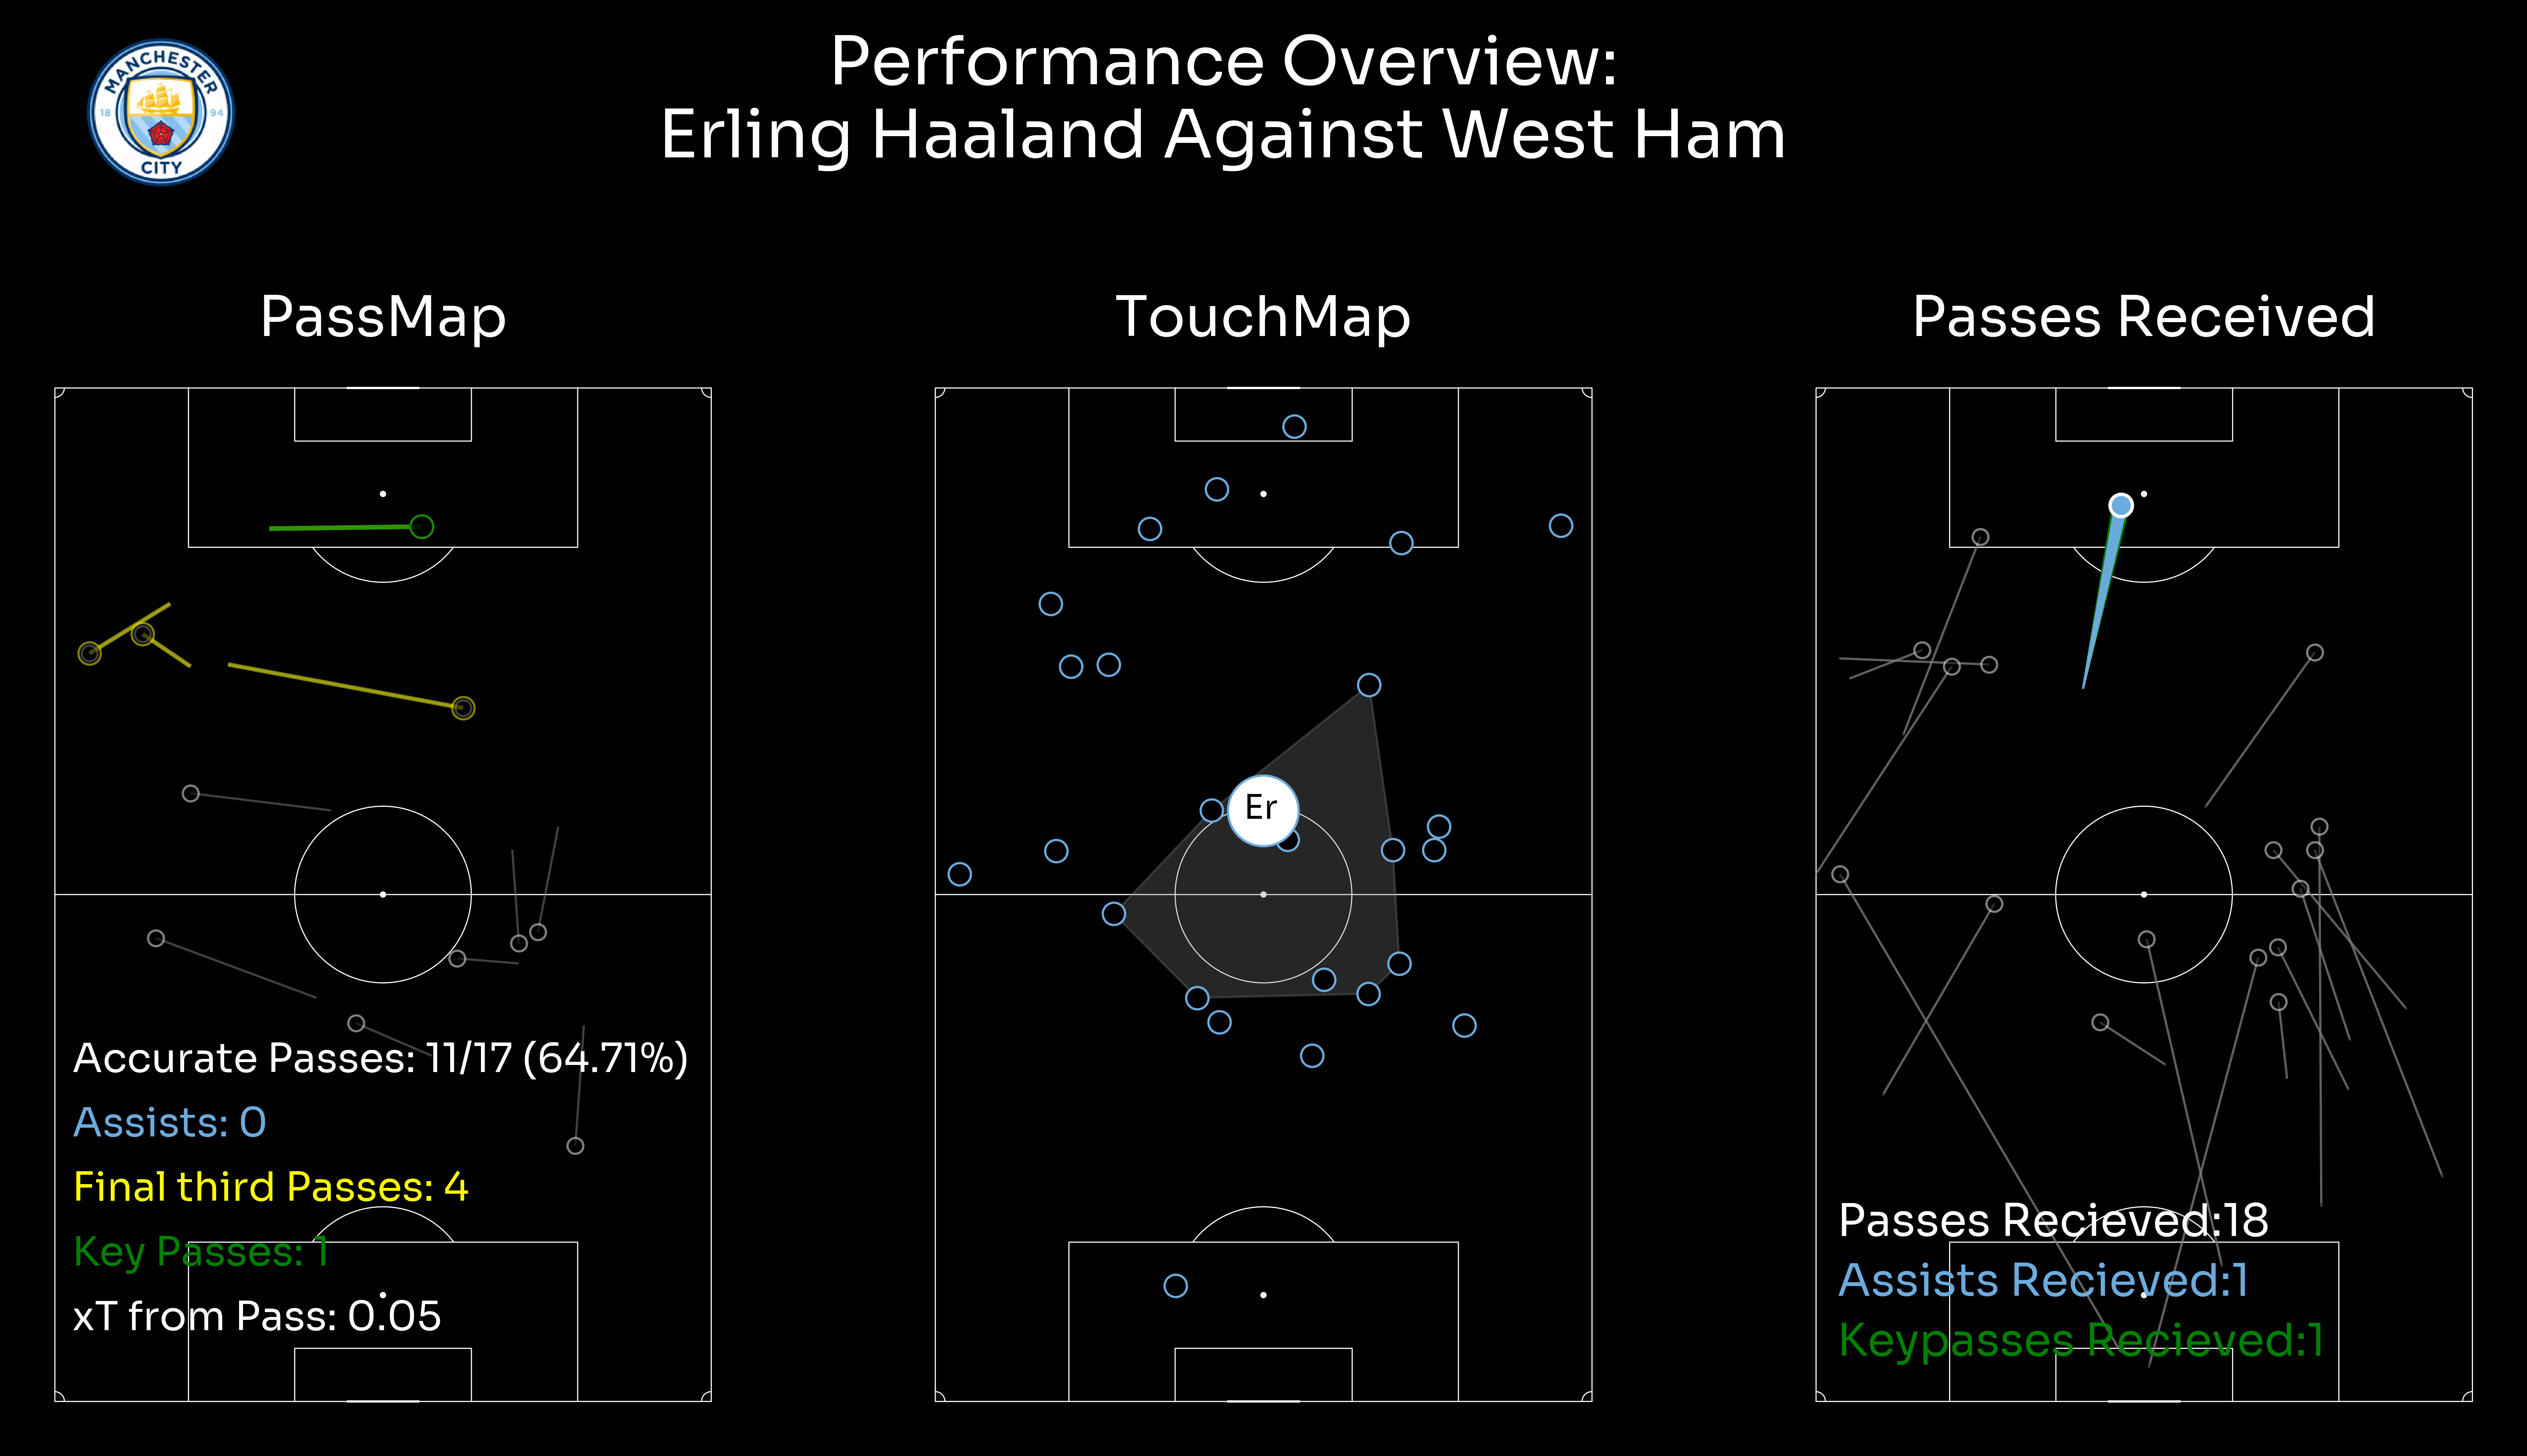 MANCHESTER
18 94
CITY
Performance Overview:
Erling Haaland Against West Ham
PassMap
TouchMap
Passes Received
Er
Accurate Passes: 11/17 (64.71%)
Assists: 0
Final third Passes: 4
Key Passes: 1
xT from Pass: 0.05
Passes Recieved:18
Assists Recieved:1
Keypasses Recieved:1